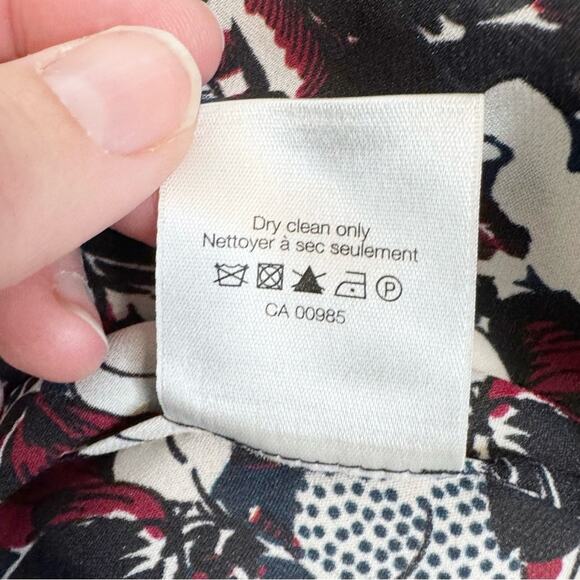 Dry clean only
Nettoyer à sec seulement
P
CA 00985